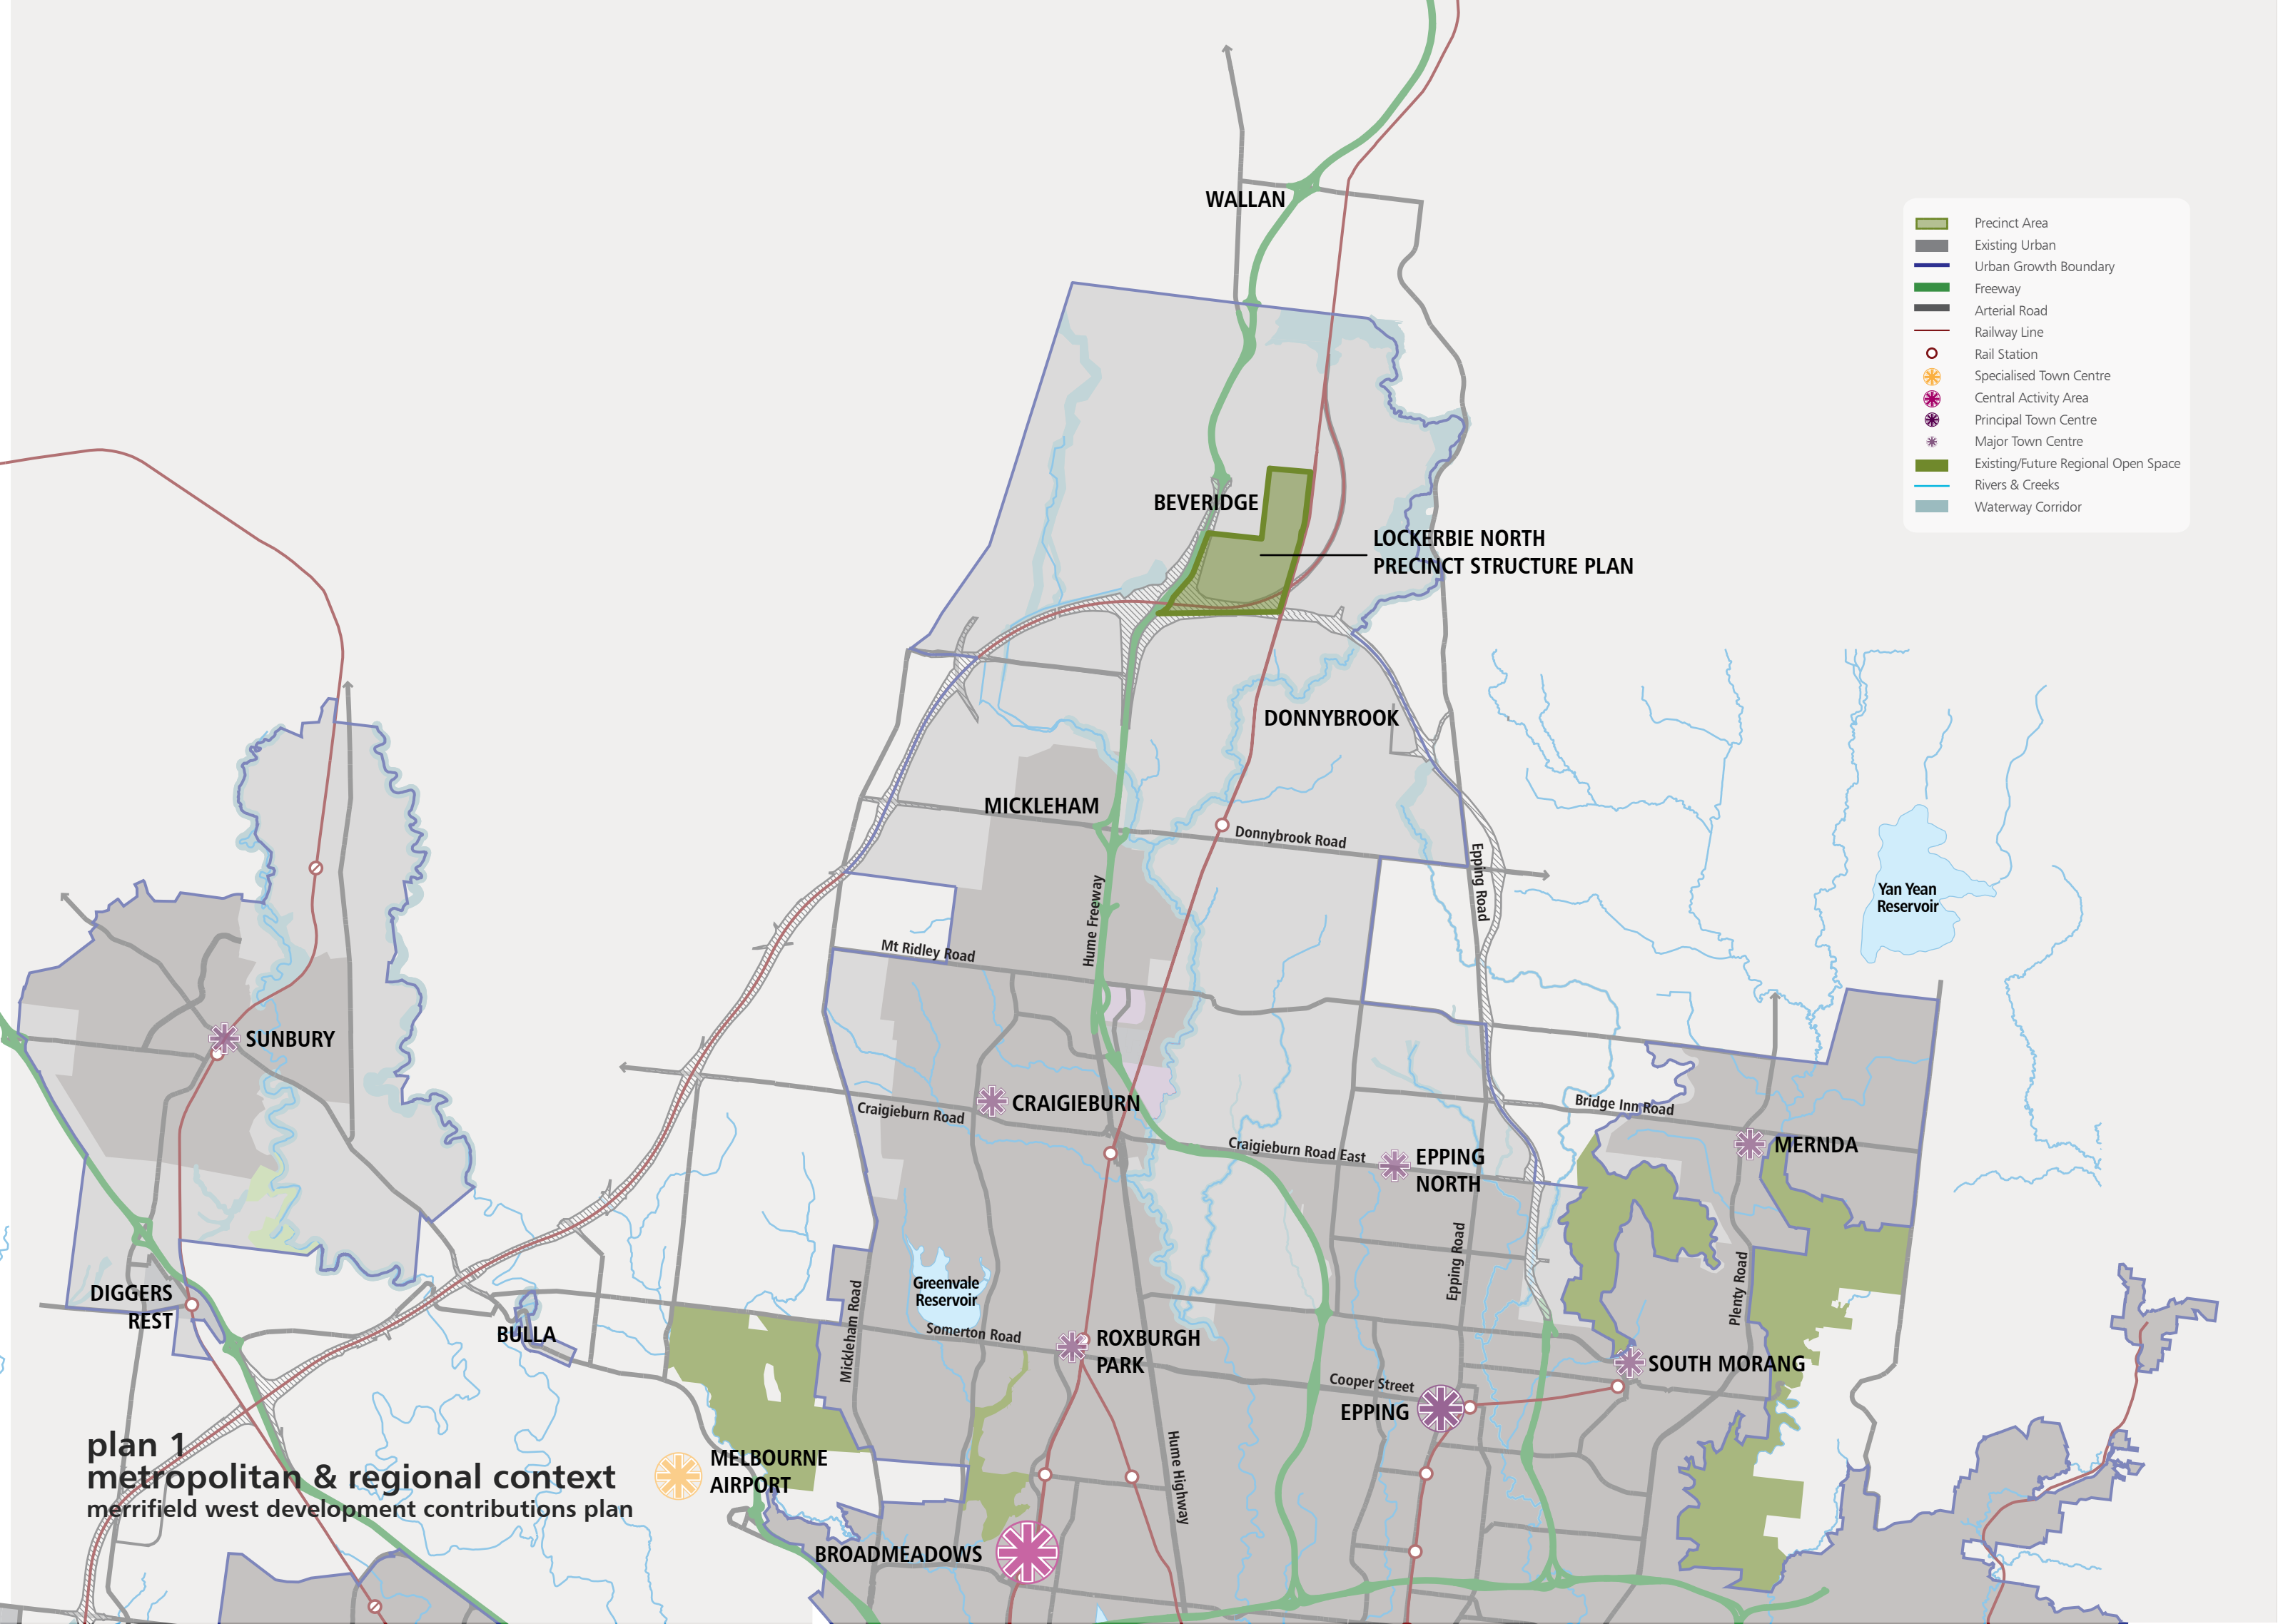 WALLAN
Precinct Area
Existing Urban
Urban Growth Boundary
Freeway
Arterial Road
Railway Line
Rail Station
Specialised Town Centre
Central Activity Area
Principal Town Centre
Major Town Centre
Existing/Future Regional Open Space
Rivers & Creeks
Waterway Corridor
BEVERIDGE
LOCKERBIE NORTH
PRECINCT STRUCTURE PLAN
DONNYBROOK
MICKLEHAM
Donnybrook Road
Epping Road
Hume Freeway
Yan Yean
Reservoir
Mt Ridley Road
SUNBURY
CRAIGIEBURN
Craigieburn Road
Bridge Inn Road
MERNDA
Craigieburn Road East
EPPING
NORTH
Epping Road
Plenty Road
Greenvale
Reservoir
DIGGERS
REST
BULLA
Mickleham Road
Somerton Road
ROXBURGH
PARK
SOUTH MORANG
Cooper Street
EPPING
Hume Highway
MELBOURNE
AIRPORT
BROADMEADOWS
plan 1
metropolitan & regional context
merrifield west development contributions plan